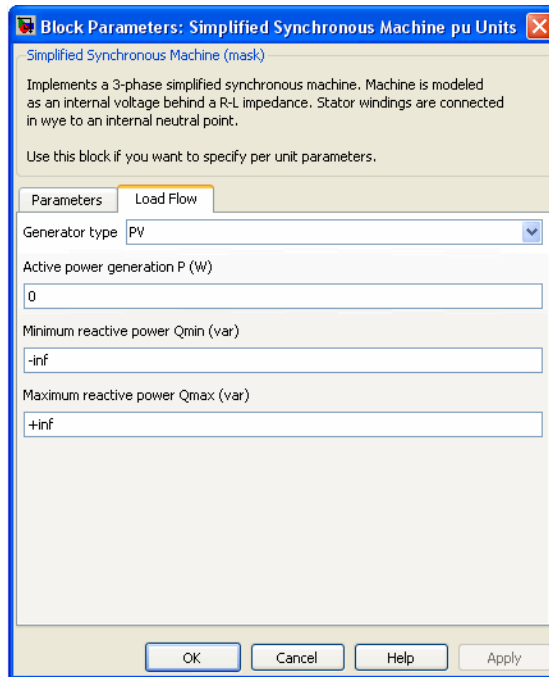 Block Parameters: Simplified Synchronous Machine pu Units
Simplified Synchronous Machine (mask)
Implements a 3-phase simplified synchronous machine. Machine is modeled
as an internal voltage behind a R-L impedance. Stator windings are connected
in wye to an internal neutral point.
Use this block if you want to specify per unit parameters.
Parameters
Load Flow
Generator type PV
Active power generation P (W)
0
Minimum reactive power Qmin (var)
-inf
Maximum reactive power Qmax (var)
+inf
OK Cancel Help Apply